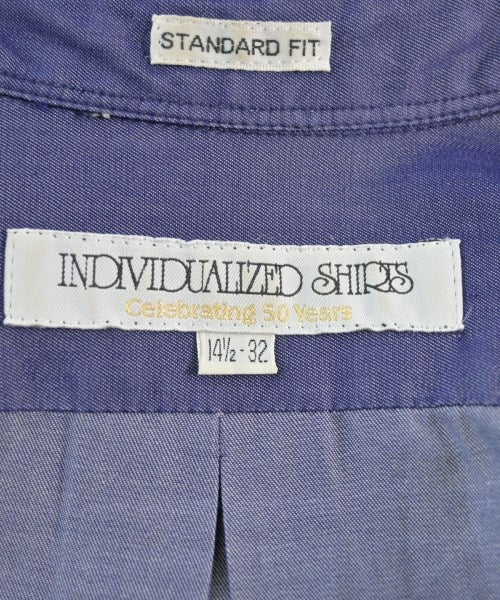 STANDARD FIT
INDIVIDUALIZED SHIRTS
Celebrating 50 Years
14½-32